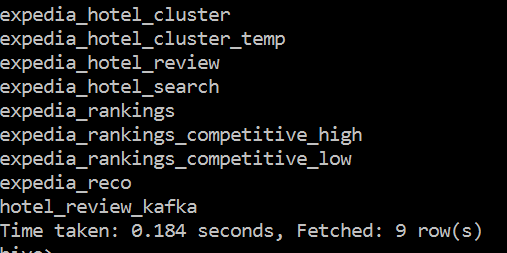 expedia_hotel_cluster
expedia_hotel_cluster_temp
expedia_hotel_review
expedia_hotel_search
expedia_rankings
expedia_rankings_competitive_high
expedia_rankings_competitive_low
expedia_reco
hotel_review_kafka
Time taken: 0.184 seconds, Fetched: 9 row(s)
hive>